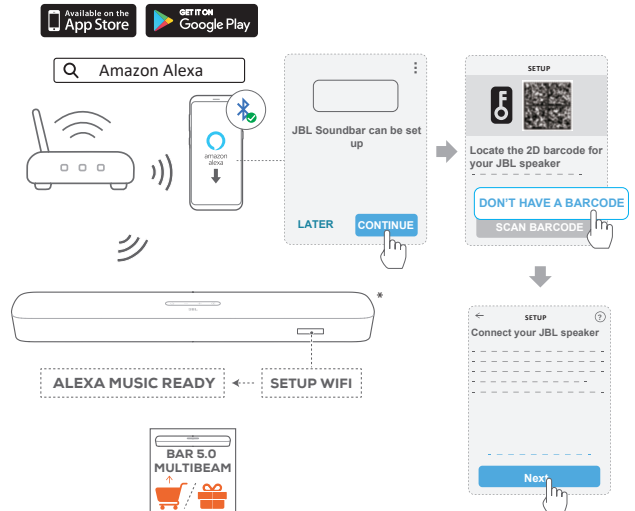 Available on the
App Store
GET IT ON
Google Play
Amazon Alexa
amazon
alexa
JBL Soundbar can be set
up
LATER
CONTINUE
SETUP
Locate the 2D barcode for
your JBL speaker
DON'T HAVE A BARCODE
SCAN BARCODE
JBL
*
ALEXA MUSIC READY
SETUP WIFI
SETUP
?
Connect your JBL speaker
Next
BAR 5.0
MULTIBEAM